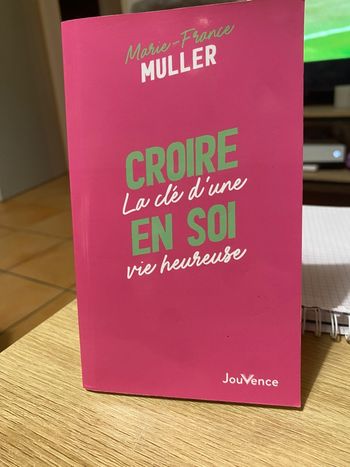 Marie-France
MULLER
CROIRE
La clé d'une
EN SOI
vie heureuse
Jouvence